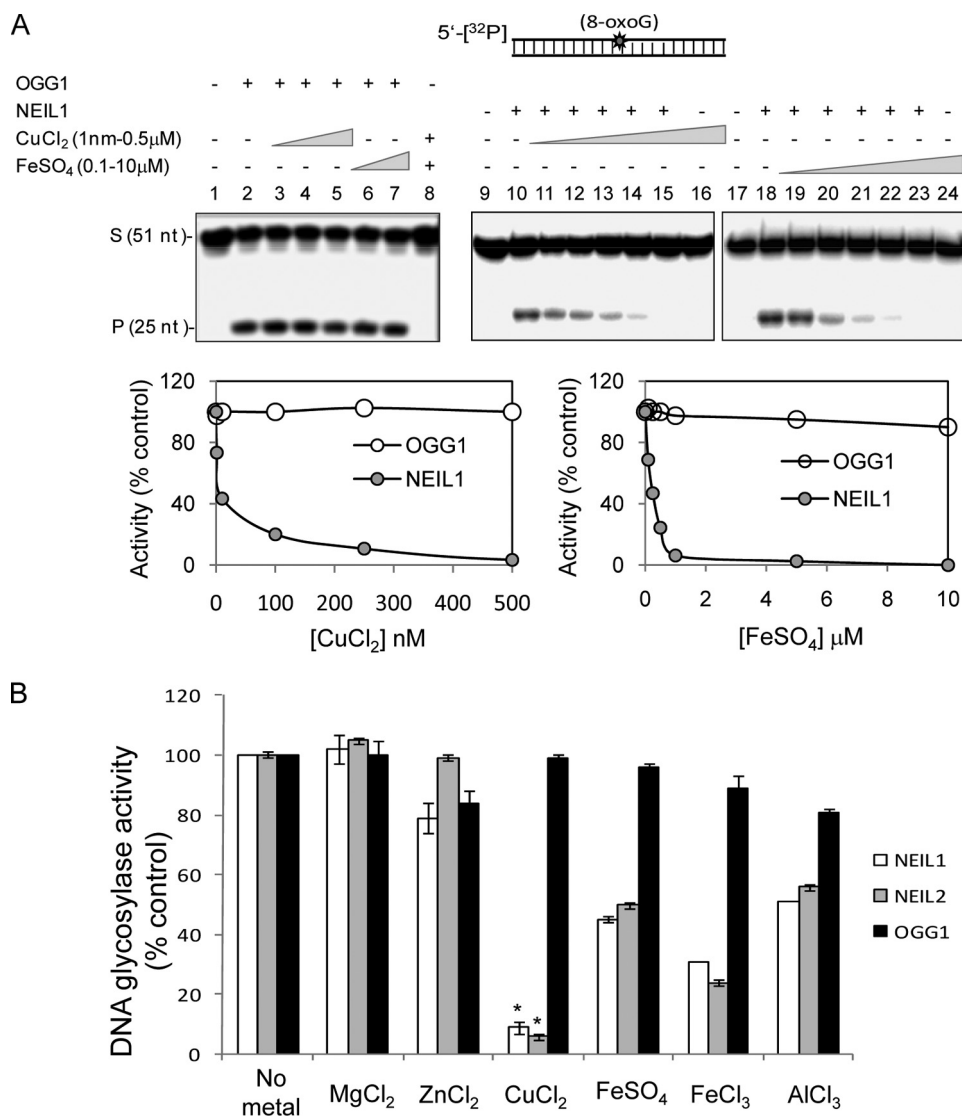 A
5'-[³²P]
(8-oxoG)
OGG1 - + + + + + + -
NEIL1 - - - - - - - - - + + + + + - - + + + + + -
CuCl₂ (1nm-0.5µM) - - - - + - - - -
FeSO₄ (0.1-10µM) - - - - - + - - - - - - - - - -
1 2 3 4 5 6 7 8 9 10 11 12 13 14 15 16 17 18 19 20 21 22 23 24
S (51 nt) -
P (25 nt) -
Activity (% control)
120
80
40
0
OGG1
NEIL1
0 100 200 300 400 500
[CuCl₂] nM
Activity (% control)
120
80
40
0
OGG1
NEIL1
0 2 4 6 8 10
[FeSO₄] µM
B
DNA glycosylase activity
(% control)
120
100
80
60
40
20
0
* *
NEIL1
NEIL2
OGG1
No metal
MgCl₂
ZnCl₂
CuCl₂
FeSO₄
FeCl₃
AlCl₃